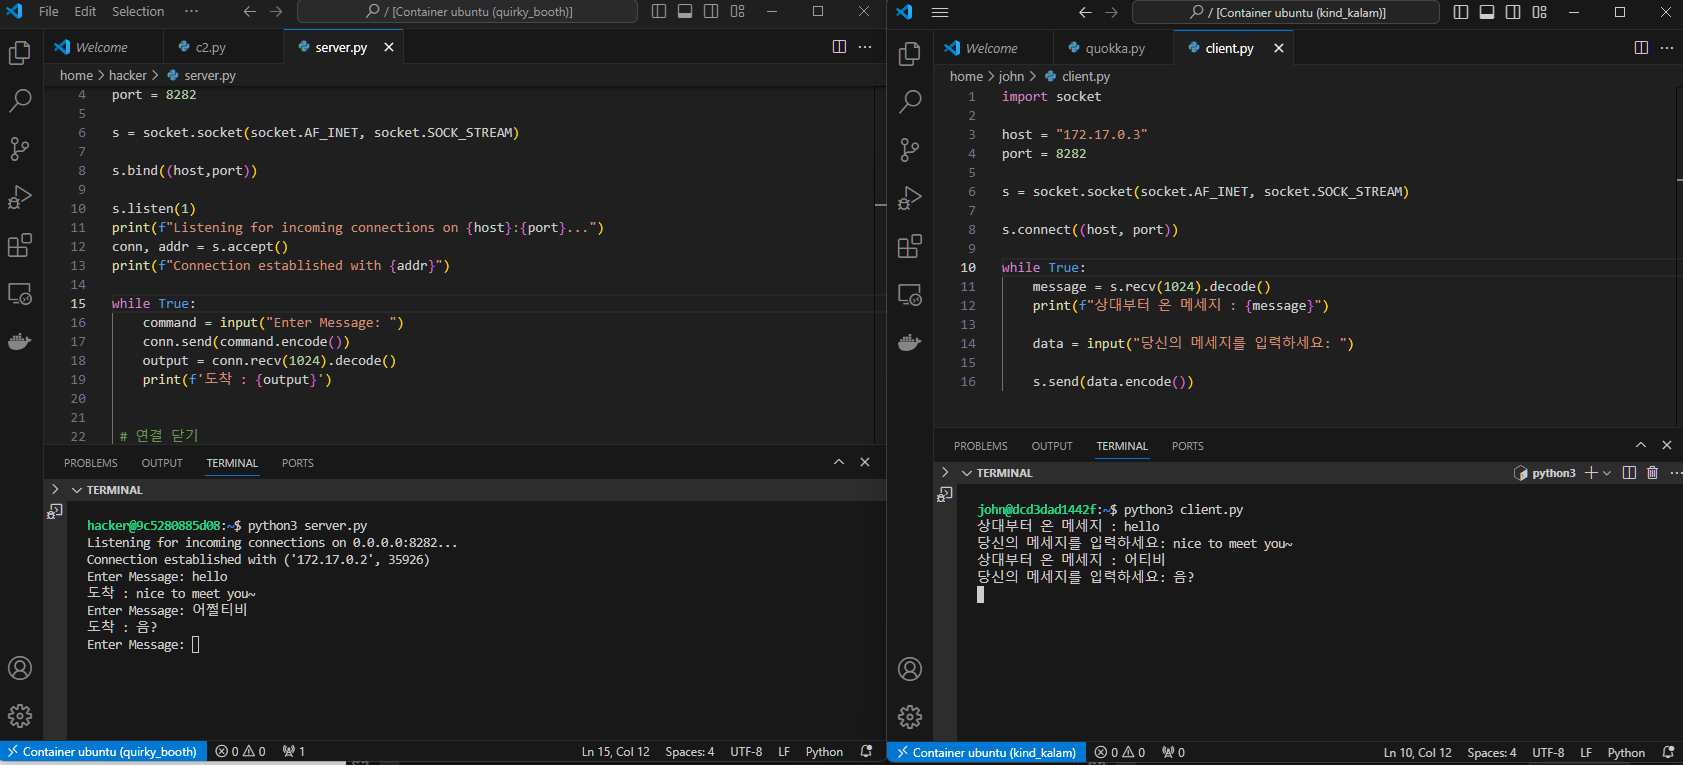 File Edit Selection ··· / [Container ubuntu (quirky_booth)]
Welcome c2.py server.py
home > hacker > server.py
4 port = 8282
5
6 s = socket.socket(socket.AF_INET, socket.SOCK_STREAM)
7
8 s.bind((host,port))
9
10 s.listen(1)
11 print(f"Listening for incoming connections on {host}:{port}...")
12 conn, addr = s.accept()
13 print(f"Connection established with {addr}")
14
15 while True:
16 command = input("Enter Message: ")
17 conn.send(command.encode())
18 output = conn.recv(1024).decode()
19 print(f'도착 : {output}')
20
21
22 # 연결 닫기
PROBLEMS OUTPUT TERMINAL PORTS
TERMINAL
hacker@9c5280885d08:~$ python3 server.py
Listening for incoming connections on 0.0.0.0:8282...
Connection established with ('172.17.0.2', 35926)
Enter Message: hello
도착 : nice to meet you~
Enter Message: 어쩔티비
도착 : 음?
Enter Message:
Container ubuntu (quirky_booth) 0 0 1 Ln 15, Col 12 Spaces: 4 UTF-8 LF Python
/ [Container ubuntu (kind_kalam)]
Welcome quokka.py client.py
home > john > client.py
1 import socket
2
3 host = "172.17.0.3"
4 port = 8282
5
6 s = socket.socket(socket.AF_INET, socket.SOCK_STREAM)
7
8 s.connect((host, port))
9
10 while True:
11 message = s.recv(1024).decode()
12 print(f"상대부터 은 메세지 : {message}")
13
14 data = input("당신의 메세지를 입력하세요: ")
15
16 s.send(data.encode())
PROBLEMS OUTPUT TERMINAL PORTS
TERMINAL python3
john@dcd3dad1442f:~$ python3 client.py
상대부터 온 메세지 : hello
당신의 메세지를 입력하세요: nice to meet you~
상대부터 온 메세지 : 어티비
당신의 메세지를 입력하세요: 음?
Container ubuntu (kind_kalam) 0 0 0 Ln 10, Col 12 Spaces: 4 UTF-8 LF Python